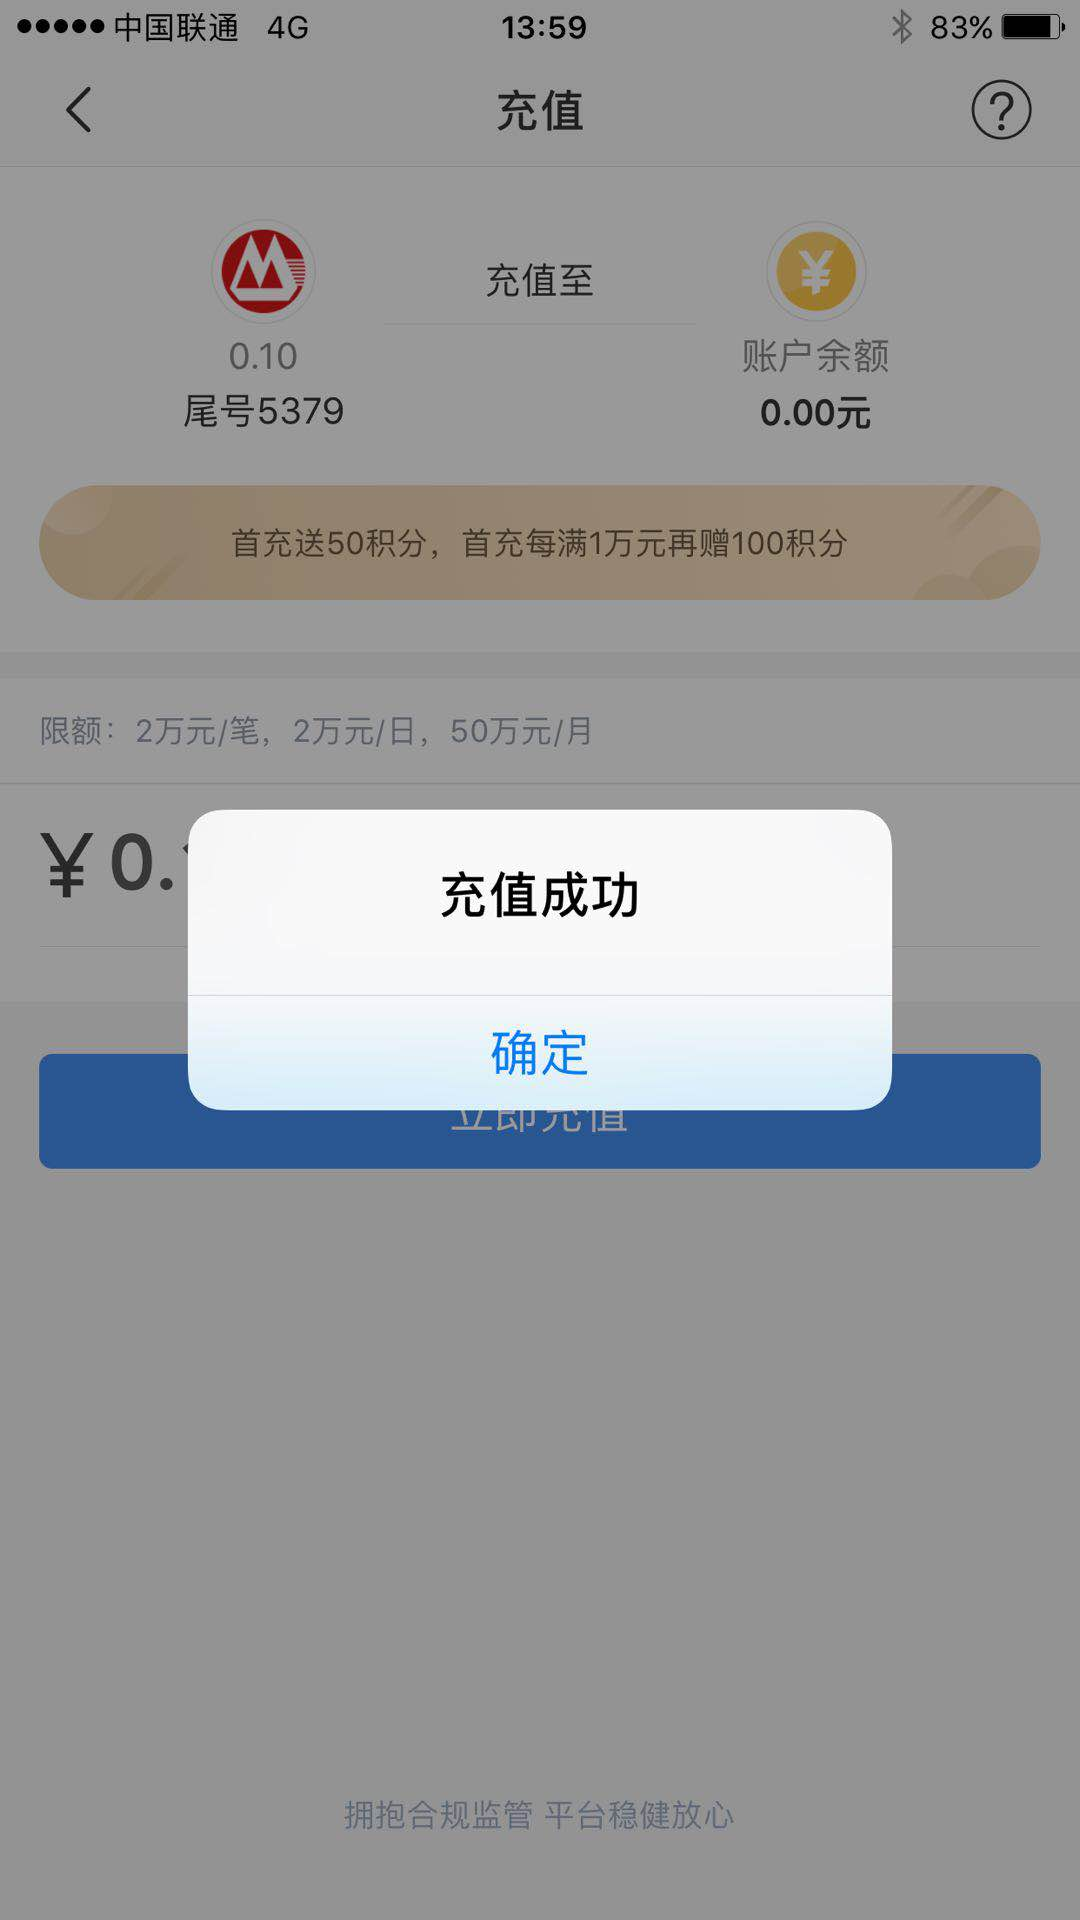 中国联通 4G 13:59 83%
充值
充值至
0.10 账户余额
尾号5379 0.00元
首充送50积分，首充每满1万元再赠100积分
限额：2万元/笔，2万元/日，50万元/月
¥0.
充值成功
确定
立即充值
拥抱合规监管 平台稳健放心